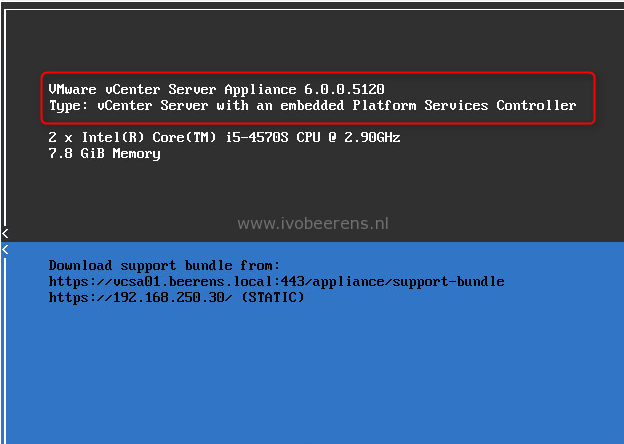 VMware vCenter Server Appliance 6.0.0.5120
Type: vCenter Server with an embedded Platform Services Controller
2 x Intel(R) Core(TM) i5-4570S CPU @ 2.90GHz
7.8 GiB Memory
www.ivobeerens.nl
<
<
Download support bundle from:
https://vcsa01.beerens.local:443/appliance/support-bundle
https://192.168.250.30/ (STATIC)